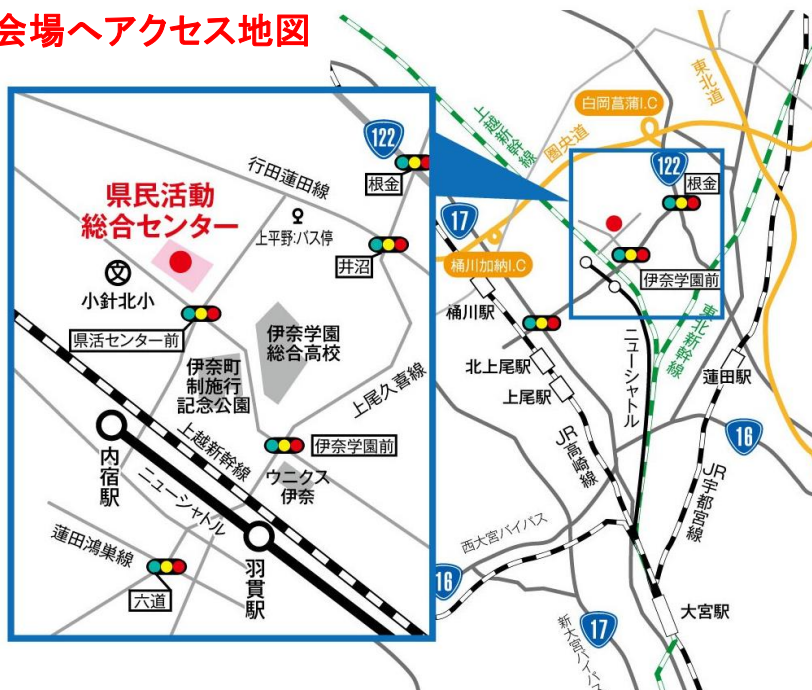 会場へアクセス地図
122
行田蓮田線
根金
県民活動
総合センター
上平野:バス停
井沼
小針北小
県活センター前
伊奈学園
総合高校
伊奈町
制施行
記念公園
上尾久喜線
上越新幹線
伊奈学園前
内宿駅
ニューシャトル
ウニクス
伊奈
羽貫駅
蓮田鴻巣線
六道
東北道
白岡菖蒲I.C
上越新幹線
圏央道
122
根金
17
桶川加納I.C
伊奈学園前
桶川駅
東北新幹線
ニューシャトル
北上尾駅
蓮田駅
上尾駅
16
JR高崎線
JR宇都宮線
西大宮バイパス
16
大宮駅
新大宮バイパス
17